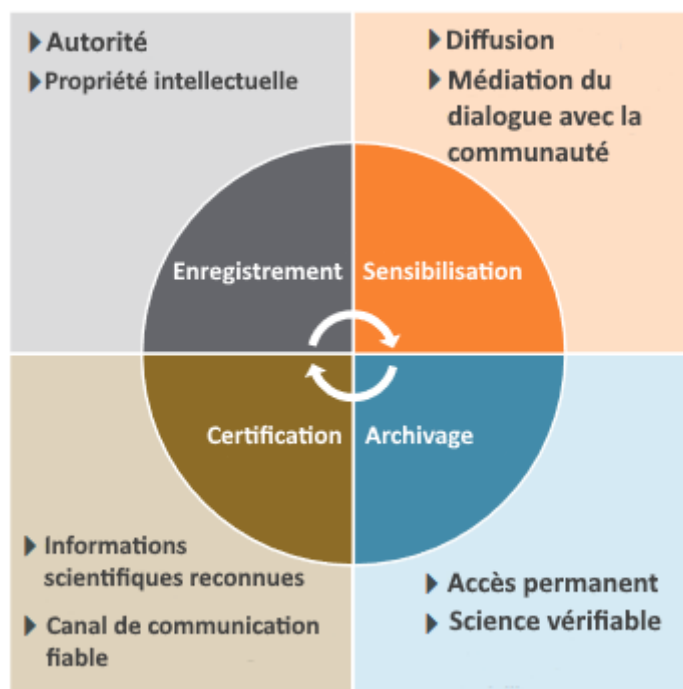 Autorité
Propriété intellectuelle
Diffusion
Médiation du
dialogue avec la
communauté
Enregistrement
Sensibilisation
Certification
Archivage
Informations
scientifiques reconnues
Canal de communication
fiable
Accès permanent
Science vérifiable